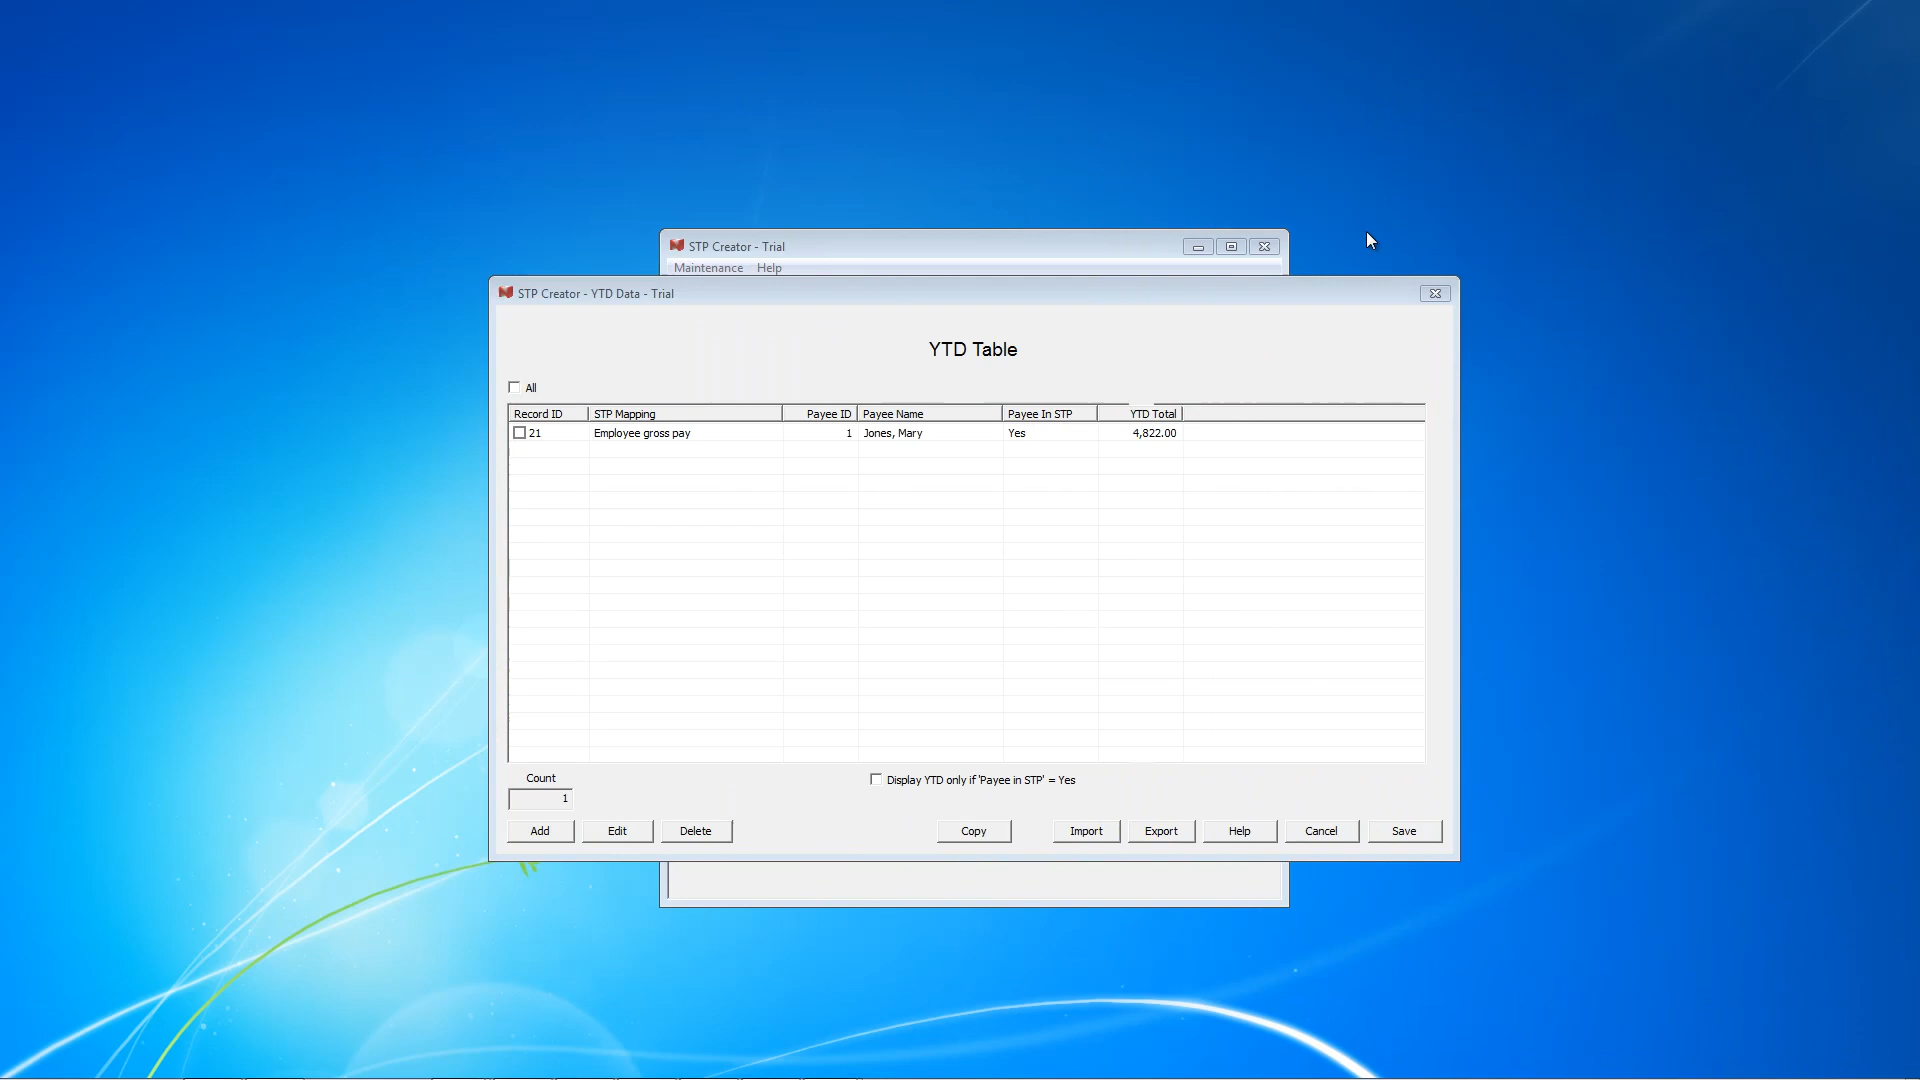 STP Creator - Trial
Maintenance Help
STP Creator - YTD Data - Trial
YTD Table
All
Record ID STP Mapping Payee ID Payee Name Payee In STP YTD Total
21 Employee gross pay 1 Jones, Mary Yes 4,822.00
Count
Display YTD only if 'Payee in STP' = Yes
1
Add Edit Delete Copy Import Export Help Cancel Save